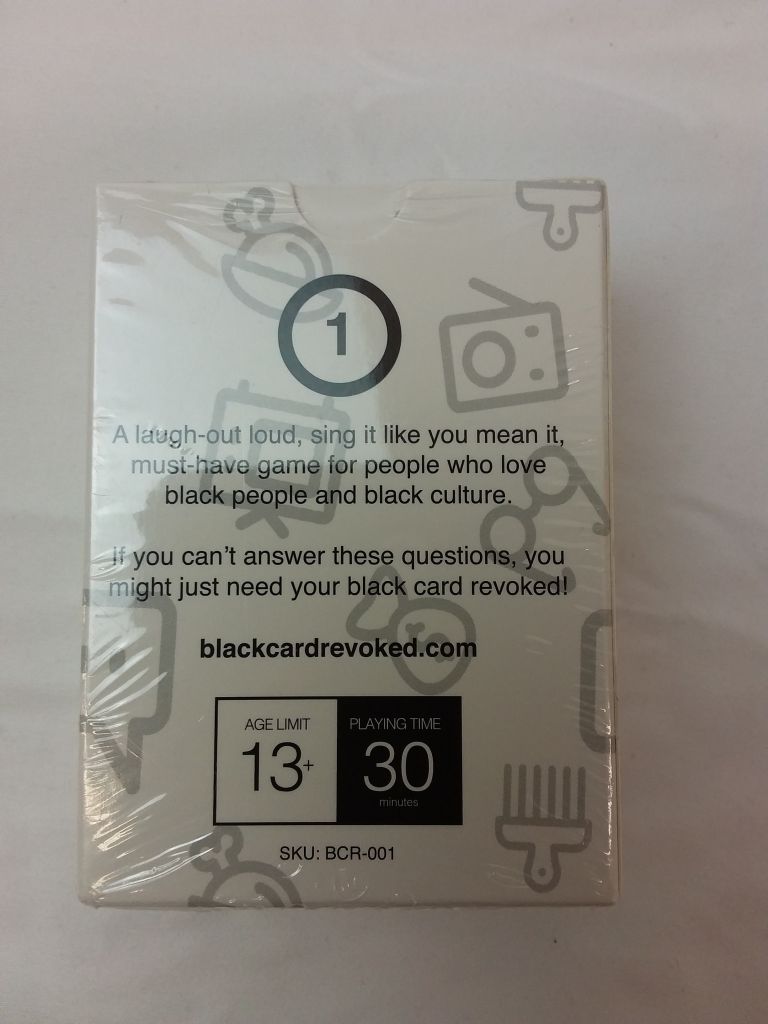 1
A laugh-out loud, sing it like you mean it,
must-have game for people who love
black people and black culture.
If you can't answer these questions, you
might just need your black card revoked!
blackcardrevoked.com
AGE LIMIT PLAYING TIME
13+ 30
minutes
SKU: BCR-001